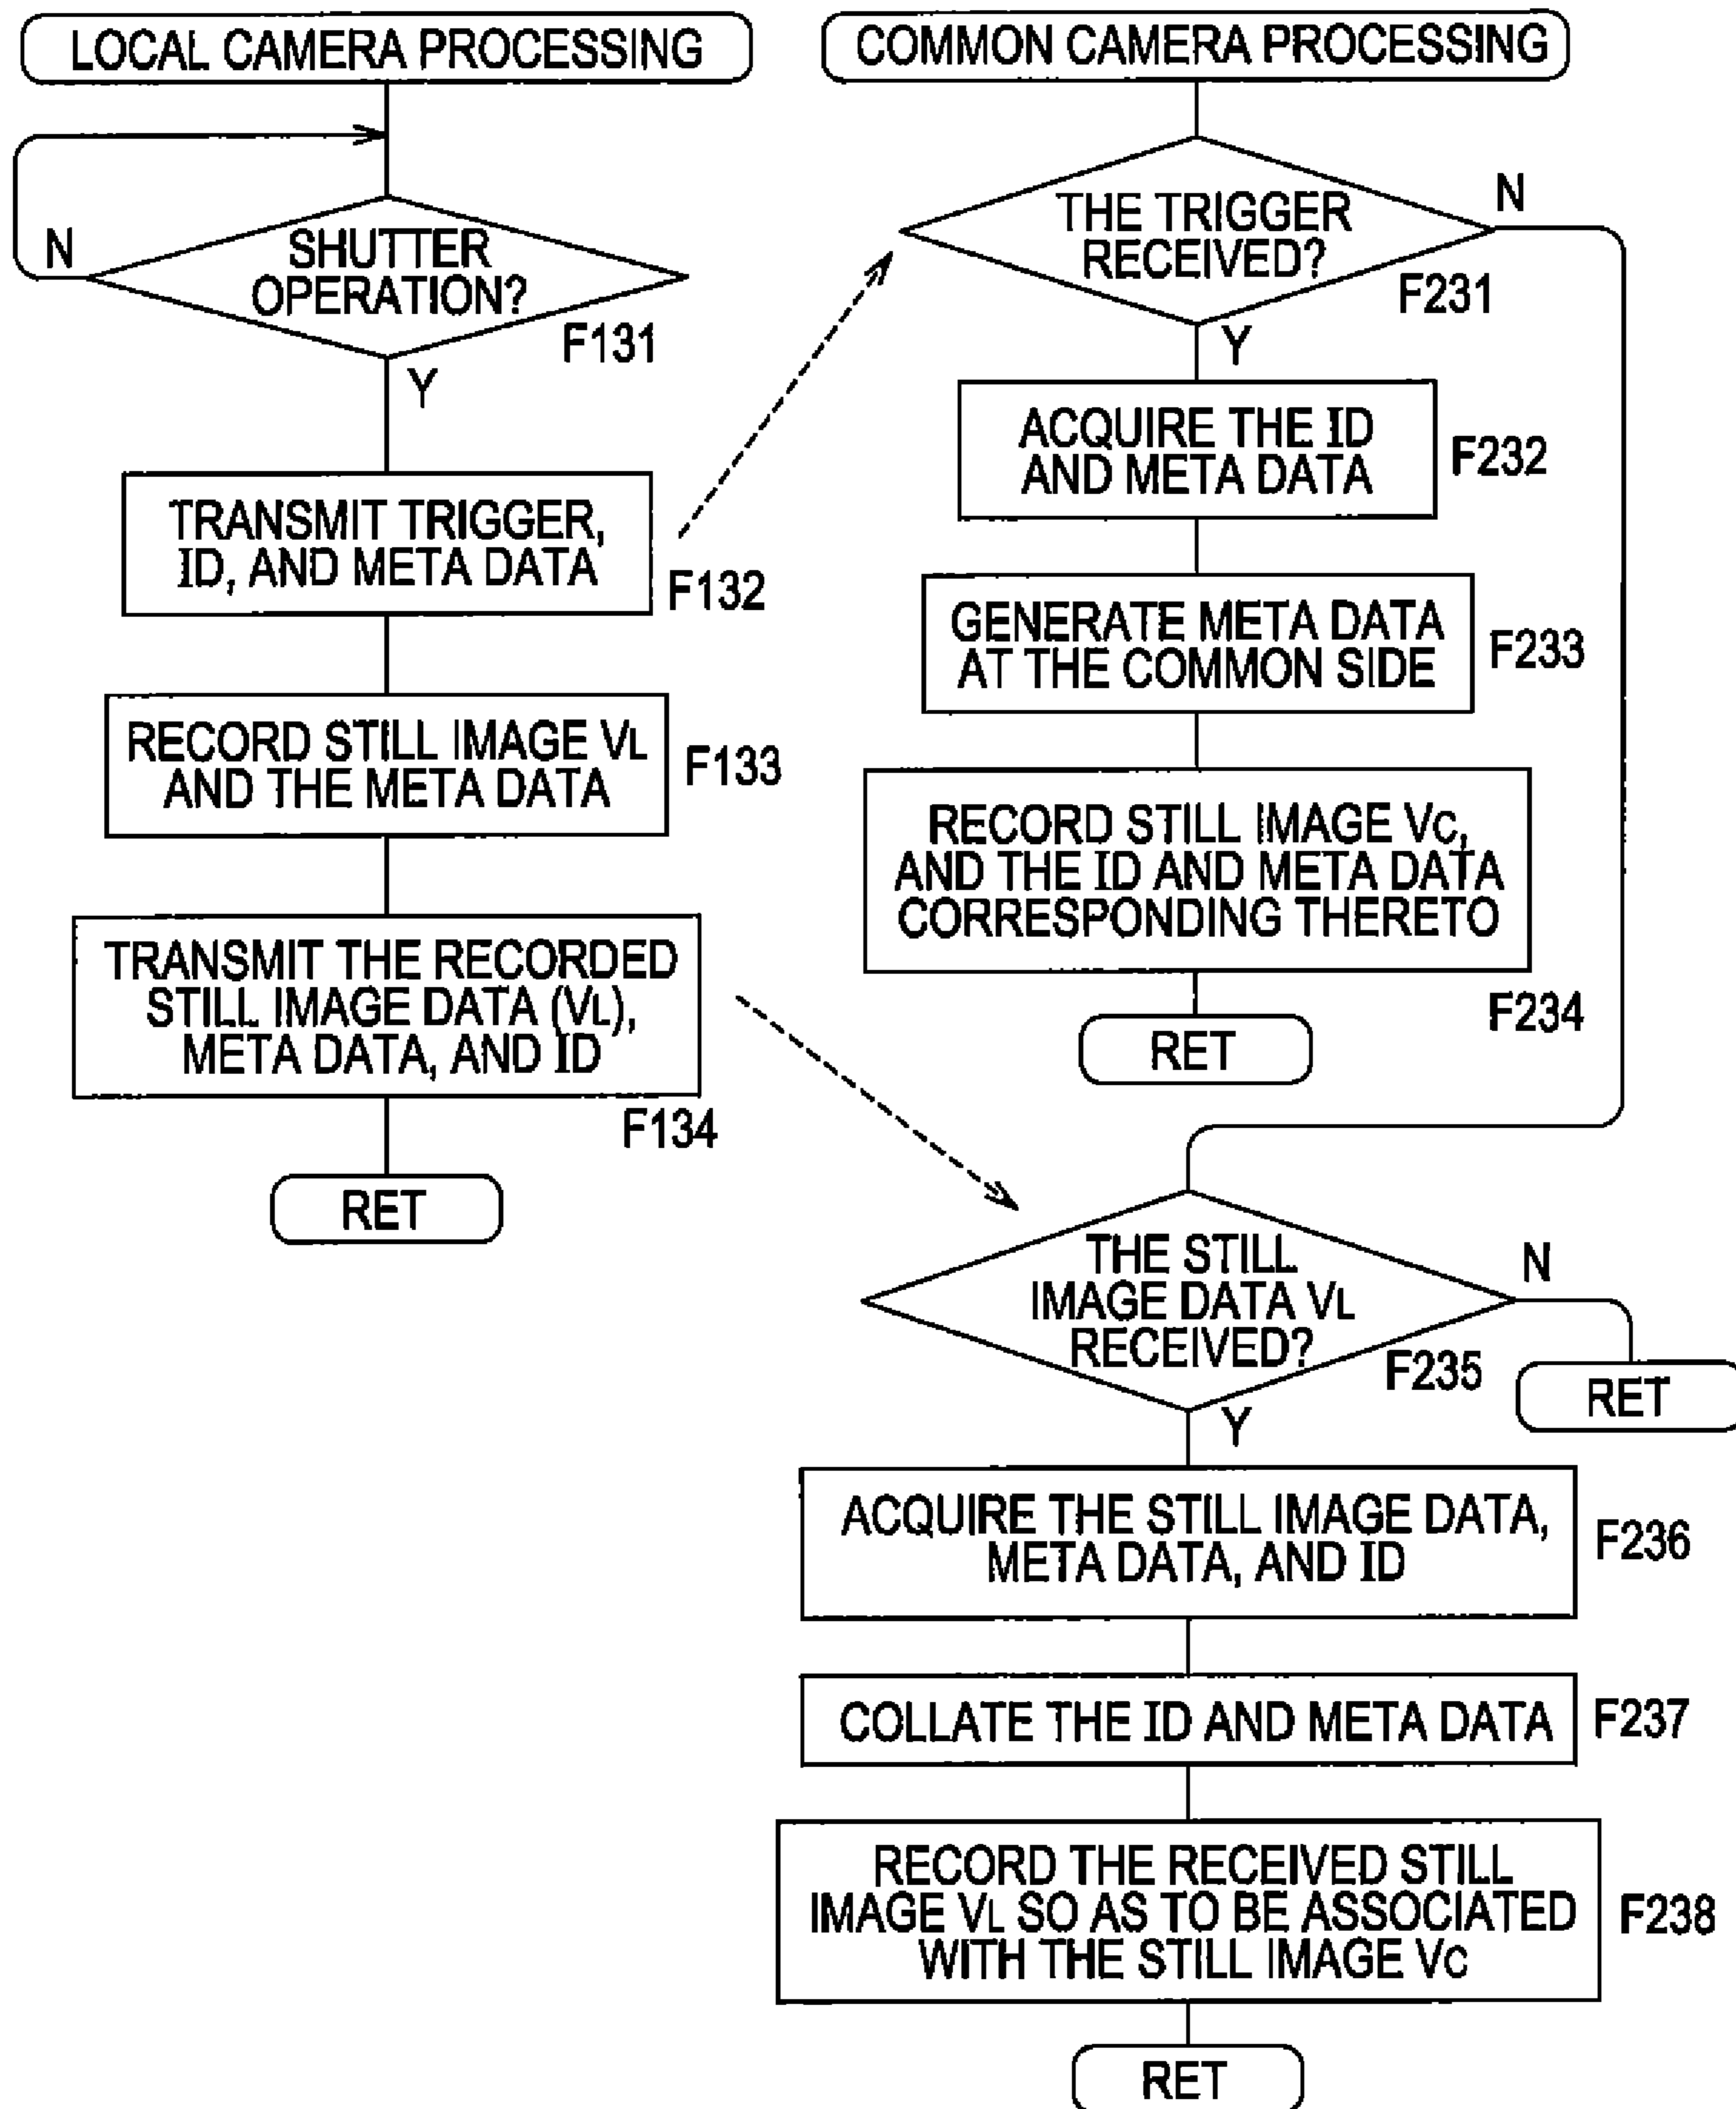 LOCAL CAMERA PROCESSING
N
SHUTTER
OPERATION?
F131
Y
TRANSMIT TRIGGER,
ID, AND META DATA
F132
RECORD STILL IMAGE VL
AND THE META DATA
F133
TRANSMIT THE RECORDED
STILL IMAGE DATA (VL),
META DATA, AND ID
F134
RET
COMMON CAMERA PROCESSING
THE TRIGGER
RECEIVED?
N
F231
Y
ACQUIRE THE ID
AND META DATA
F232
GENERATE META DATA
AT THE COMMON SIDE
F233
RECORD STILL IMAGE VC,
AND THE ID AND META DATA
CORRESPONDING THERETO
F234
RET
THE STILL
IMAGE DATA VL
RECEIVED?
N
F235
RET
Y
ACQUIRE THE STILL IMAGE DATA,
META DATA, AND ID
F236
COLLATE THE ID AND META DATA
F237
RECORD THE RECEIVED STILL
IMAGE VL SO AS TO BE ASSOCIATED
WITH THE STILL IMAGE VC
F238
RET